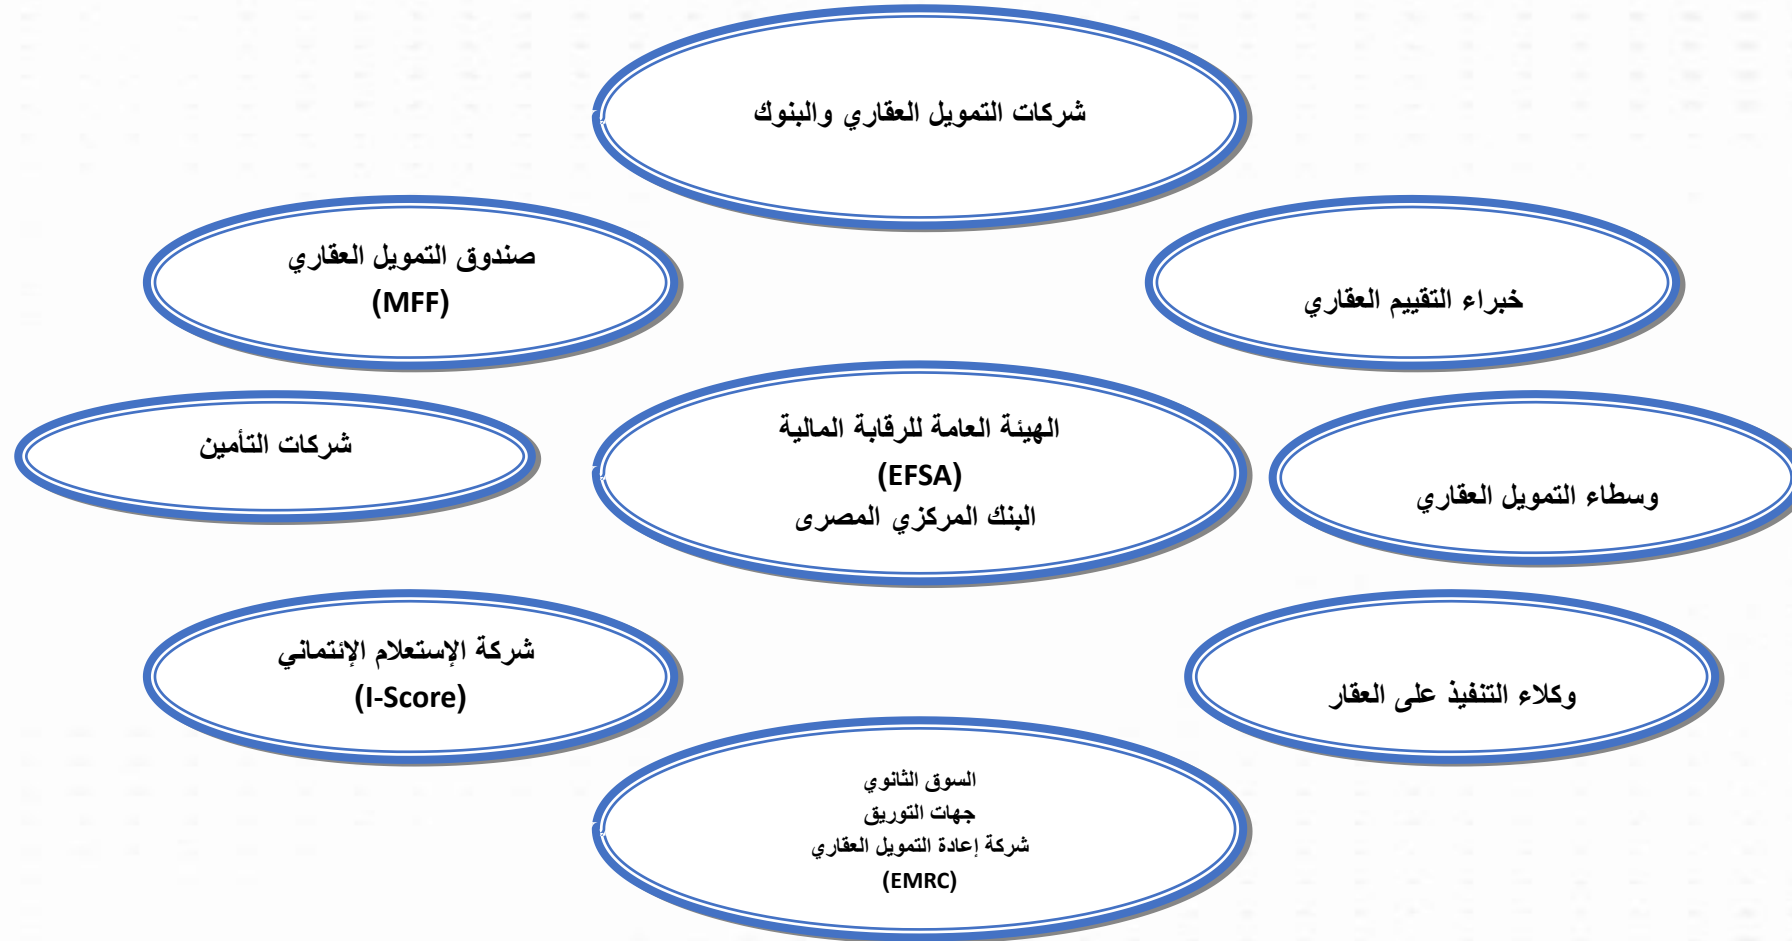 شركات التمويل العقاري والبنوك
صندوق التمويل العقاري
(MFF)
خبراء التقييم العقاري
الهيئة العامة للرقابة المالية
(EFSA)
البنك المركزي المصرى
شركات التأمين
وسطاء التمويل العقاري
شركة الإستعلام الإئتماني
(I-Score)
وكلاء التنفيذ على العقار
السوق الثانوي
جهات التوريق
شركة إعادة التمويل العقاري
(EMRC)